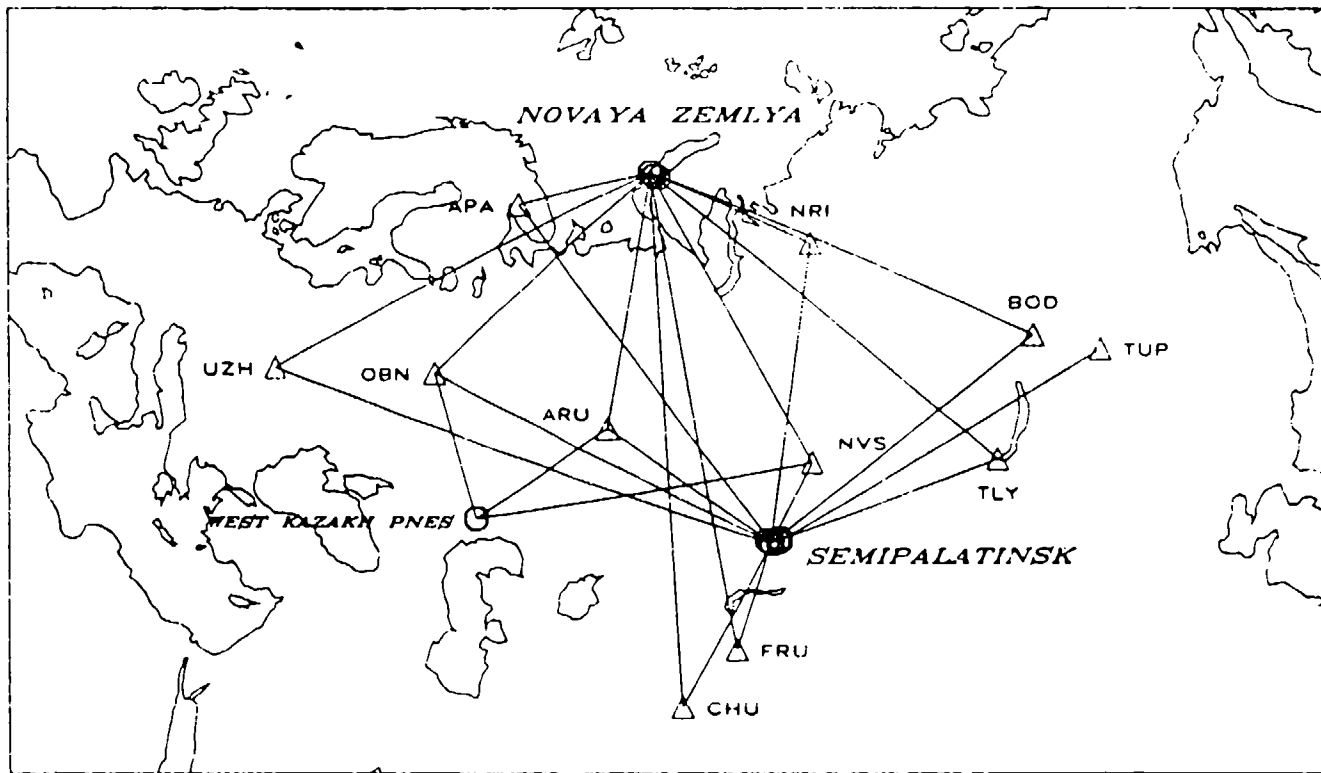 NOVAYA ZEMLYA
APA
NRI
BOD
TUP
UZH
OBN
ARU
NVS
TLY
WEST KAZAKH PNES
SEMIPALATINSK
FRU
CHU